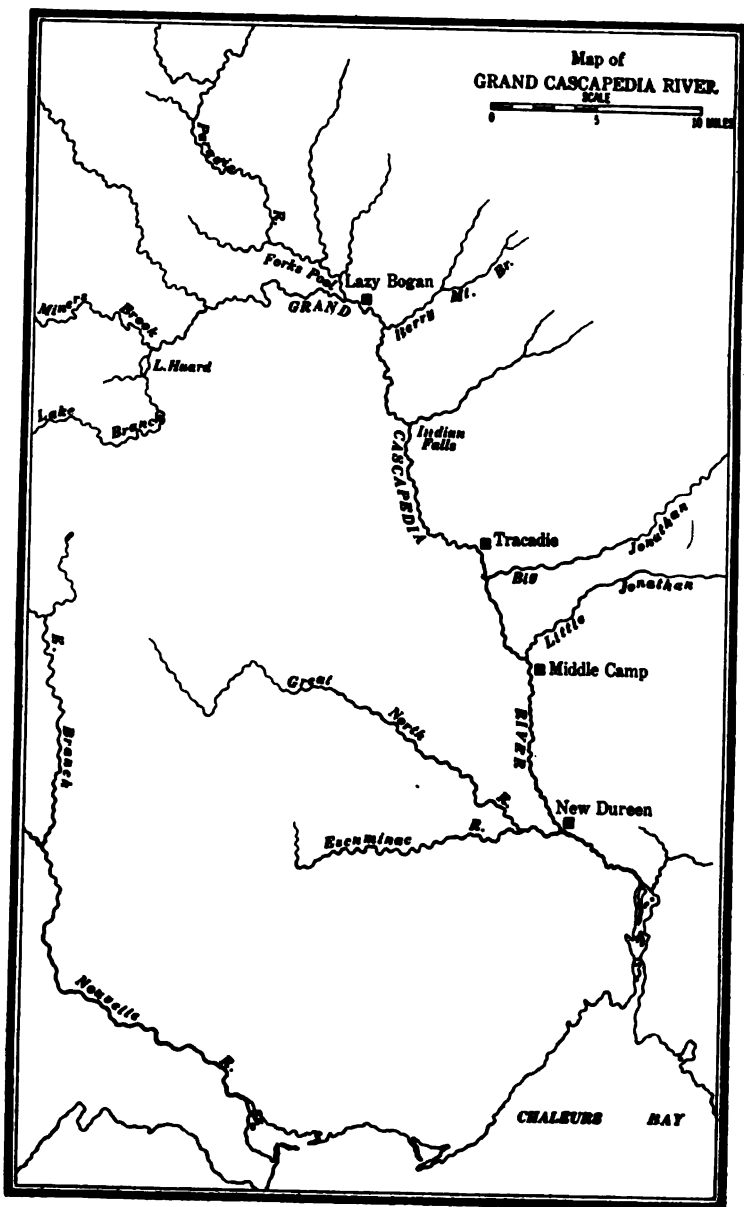 Map of
GRAND CASCAPEDIA RIVER
SCALE
0 5 10 MILES
R.
Forks Pool
Lazy Bogan
GRAND
Berry Mt. Br.
Miners Brook
L. Huard
Lake Branch
Indian
Falls
CASCAPEDIA
Tracadie
Big Jonathan
Little Jonathan
Middle Camp
E. Branch
Great North R.
RIVER
New Dureen
Escuminac R.
Nouvelle R.
CHALEURS BAY